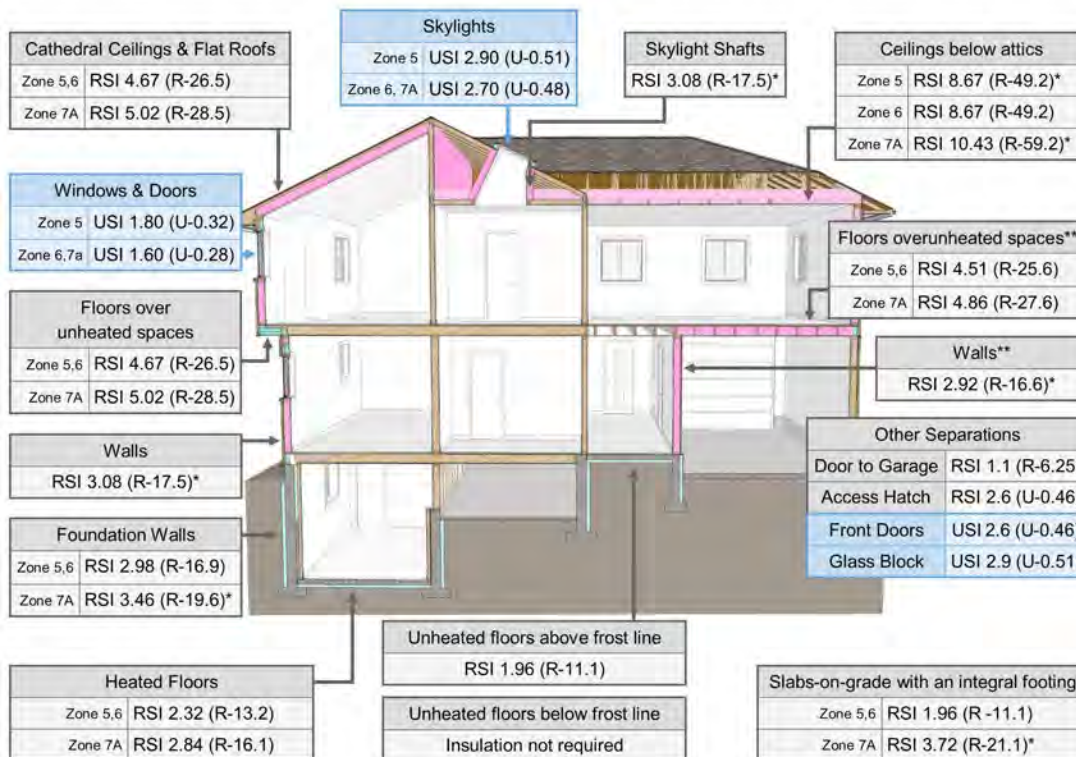 Cathedral Ceilings & Flat Roofs
Zone 5,6 RSI 4.67 (R-26.5)
Zone 7A RSI 5.02 (R-28.5)
Skylights
Zone 5 USI 2.90 (U-0.51)
Zone 6, 7A USI 2.70 (U-0.48)
Skylight Shafts
RSI 3.08 (R-17.5)*
Ceilings below attics
Zone 5 RSI 8.67 (R-49.2)*
Zone 6 RSI 8.67 (R-49.2)
Zone 7A RSI 10.43 (R-59.2)*
Windows & Doors
Zone 5 USI 1.80 (U-0.32)
Zone 6,7a USI 1.60 (U-0.28)
Floors overunheated spaces**
Zone 5,6 RSI 4.51 (R-25.6)
Zone 7A RSI 4.86 (R-27.6)
Floors over
unheated spaces
Zone 5,6 RSI 4.67 (R-26.5)
Zone 7A RSI 5.02 (R-28.5)
Walls**
RSI 2.92 (R-16.6)*
Walls
RSI 3.08 (R-17.5)*
Other Separations
Door to Garage RSI 1.1 (R-6.25
Access Hatch RSI 2.6 (U-0.46
Front Doors USI 2.6 (U-0.46
Glass Block USI 2.9 (U-0.51
Foundation Walls
Zone 5,6 RSI 2.98 (R-16.9)
Zone 7A RSI 3.46 (R-19.6)*
Unheated floors above frost line
RSI 1.96 (R-11.1)
Heated Floors
Zone 5,6 RSI 2.32 (R-13.2)
Zone 7A RSI 2.84 (R-16.1)
Unheated floors below frost line
Insulation not required
Slabs-on-grade with an integral footing
Zone 5,6 RSI 1.96 (R -11.1)
Zone 7A RSI 3.72 (R-21.1)*